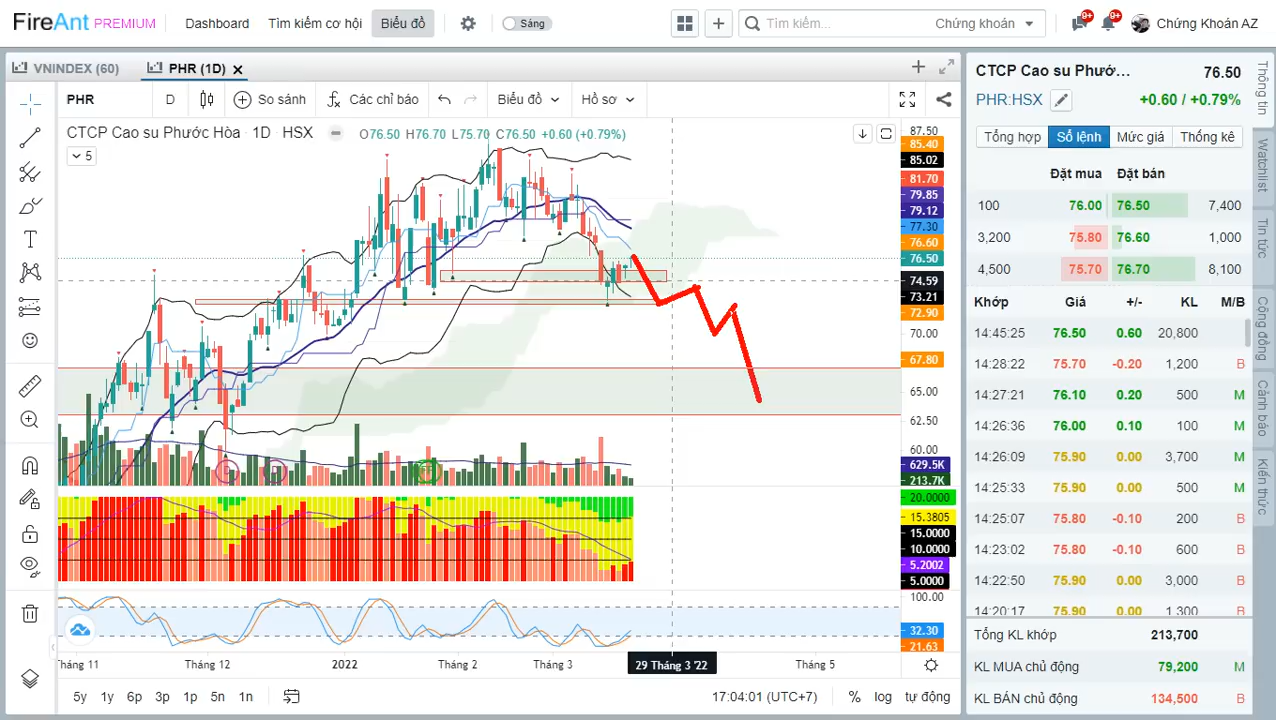 FireAnt PREMIUM Dashboard Tìm kiếm cơ hội Biểu đồ Sáng Tìm kiếm... Chứng khoán 9+ 9+ Chứng Khoán AZ
VNINDEX (60) PHR (1D)
PHR D So sánh Các chỉ báo Biểu đồ Hồ sơ
CTCP Cao su Phước Hòa · 1D · HSX O76.50 H76.70 L75.70 C76.50 +0.60 (+0.79%)
5
87.50
85.40
85.02
81.70
79.85
79.12
77.30
76.60
76.50
74.59
73.21
72.90
70.00
67.80
65.00
62.50
60.00
629.5K
213.7K
20.0000
15.3805
15.0000
10.0000
5.2002
5.0000
100.00
32.30
21.63
Tháng 12 2022 Tháng 2 Tháng 3 29 Tháng 3 '22 Tháng 5
5y 1y 6p 3p 1p 5n 1n 17:04:01 (UTC+7) % log tự động
CTCP Cao su Phướ... 76.50
PHR:HSX +0.60 / +0.79%
Tổng hợp Sổ lệnh Mức giá Thống kê
Đặt mua Đặt bán
100 76.00 76.50 7,400
3,200 75.80 76.60 1,000
4,500 75.70 76.70 8,100
Khớp Giá +/- KL M/B
14:45:25 76.50 0.60 20,800
14:28:22 75.70 -0.20 1,200 B
14:27:21 76.10 0.20 500 M
14:26:36 76.00 0.10 100 M
14:26:09 75.90 0.00 3,700 M
14:25:33 75.90 0.00 500 M
14:25:07 75.80 -0.10 200 B
14:23:02 75.80 -0.10 600 B
14:22:50 75.90 0.00 3,000 M
14:20:17 75.90 0.00 1,300 B
Tổng KL khớp 213,700
KL MUA chủ động 79,200 M
KL BÁN chủ động 134,500 B
Thông tin
Watchlist
Tin tức
Cộng đồng
Cảnh báo
Kiến thức